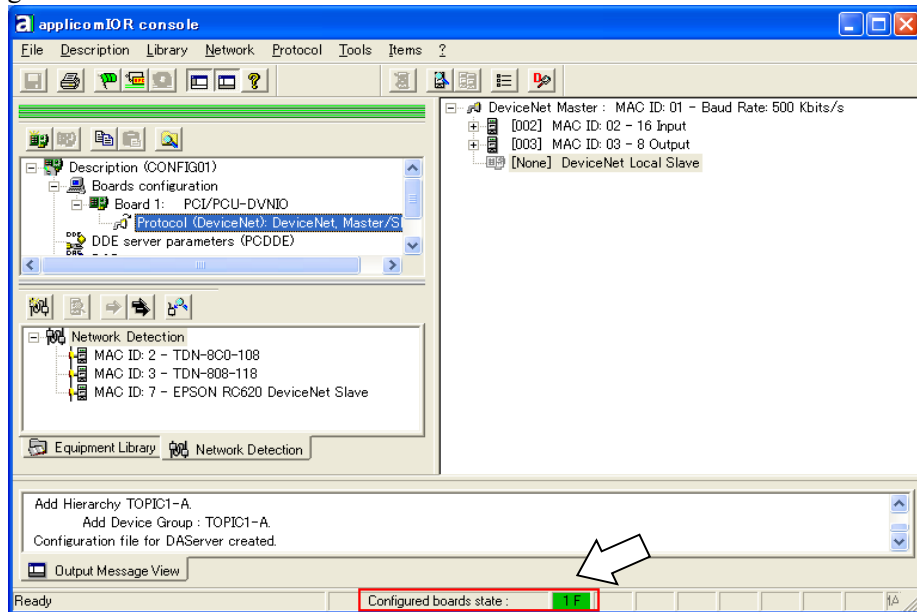 applicomIOR console
File Description Library Network Protocol Tools Items ?
Description (CONFIG01)
Boards configuration
Board 1: PCI/PCU-DVNIO
Protocol (DeviceNet): DeviceNet, Master/Sl
DDE server parameters (PCDDE)
Network Detection
MAC ID: 2 - TDN-8C0-108
MAC ID: 3 - TDN-808-118
MAC ID: 7 - EPSON RC620 DeviceNet Slave
Equipment Library Network Detection
DeviceNet Master : MAC ID: 01 - Baud Rate: 500 Kbits/s
[002] MAC ID: 02 - 16 Input
[003] MAC ID: 03 - 8 Output
[None] DeviceNet Local Slave
Add Hierarchy TOPIC1-A.
Add Device Group : TOPIC1-A.
Configuration file for DAServer created.
Output Message View
Ready Configured boards state : 1 F